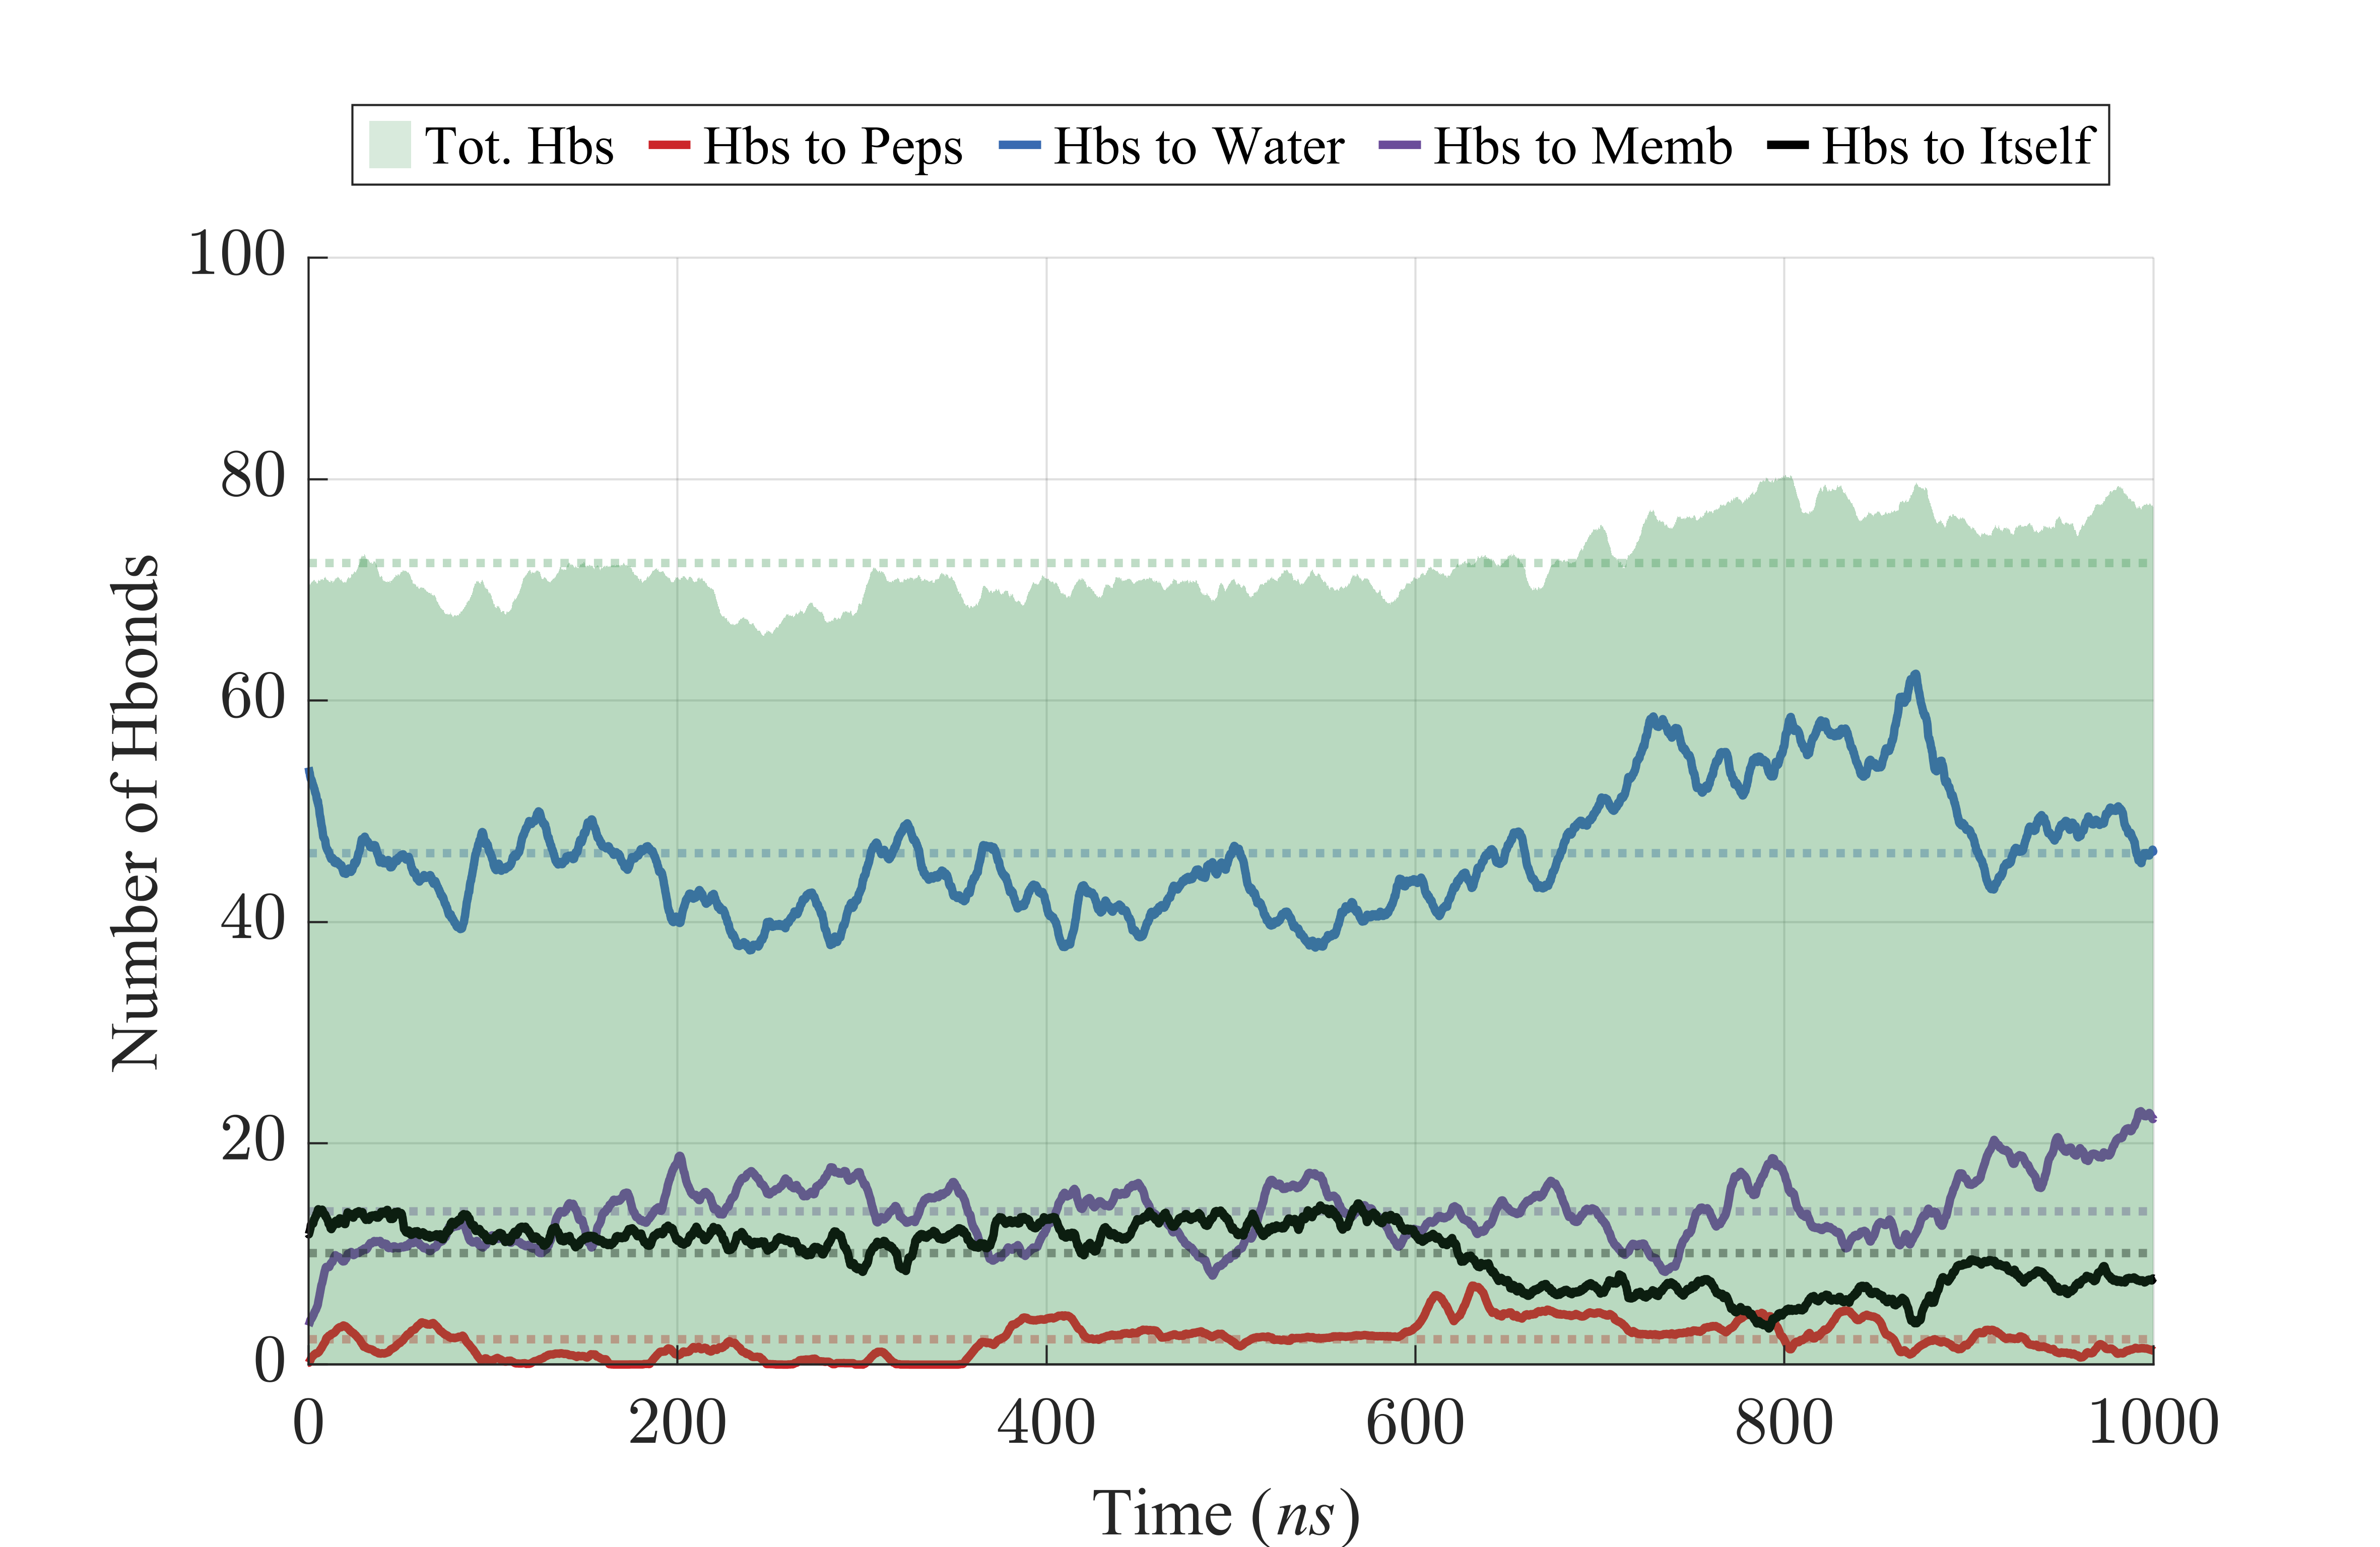 Tot. Hbs Hbs to Peps Hbs to Water Hbs to Memb Hbs to Itself
100
80
60
40
20
0
Number of Hbonds
0 200 400 600 800 1000
Time (ns)